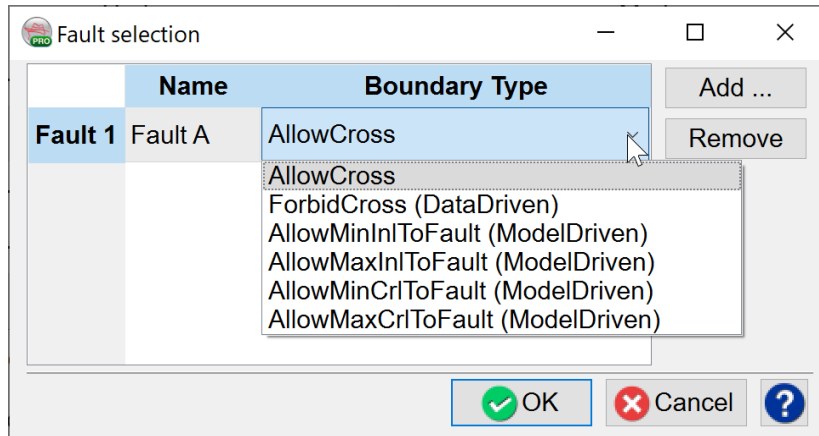 PRO Fault selection
Name Boundary Type Add ...
Fault 1 Fault A AllowCross Remove
AllowCross
ForbidCross (DataDriven)
AllowMinInlToFault (ModelDriven)
AllowMaxInlToFault (ModelDriven)
AllowMinCrlToFault (ModelDriven)
AllowMaxCrlToFault (ModelDriven)
OK Cancel ?